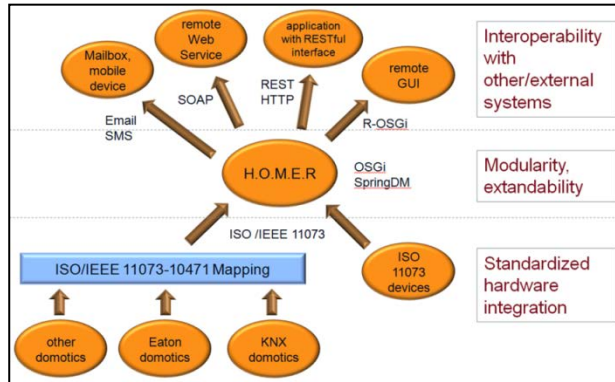 Mailbox,
mobile
device
remote
Web
Service
application
with RESTful
interface
remote
GUI
Interoperability
with
other/external
systems
Email
SMS
SOAP
REST
HTTP
R-OSGi
H.O.M.E.R
OSGi
SpringDM
Modularity,
extandability
ISO /IEEE 11073
ISO/IEEE 11073-10471 Mapping
ISO
11073
devices
Standardized
hardware
integration
other
domotics
Eaton
domotics
KNX
domotics